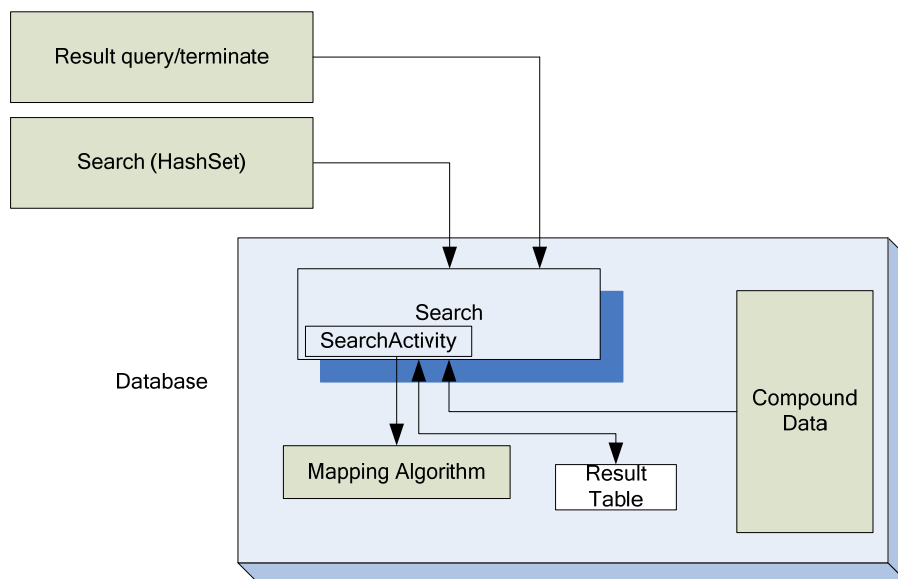 Result query/terminate
Search (HashSet)
Search
SearchActivity
Database
Compound
Data
Mapping Algorithm
Result
Table